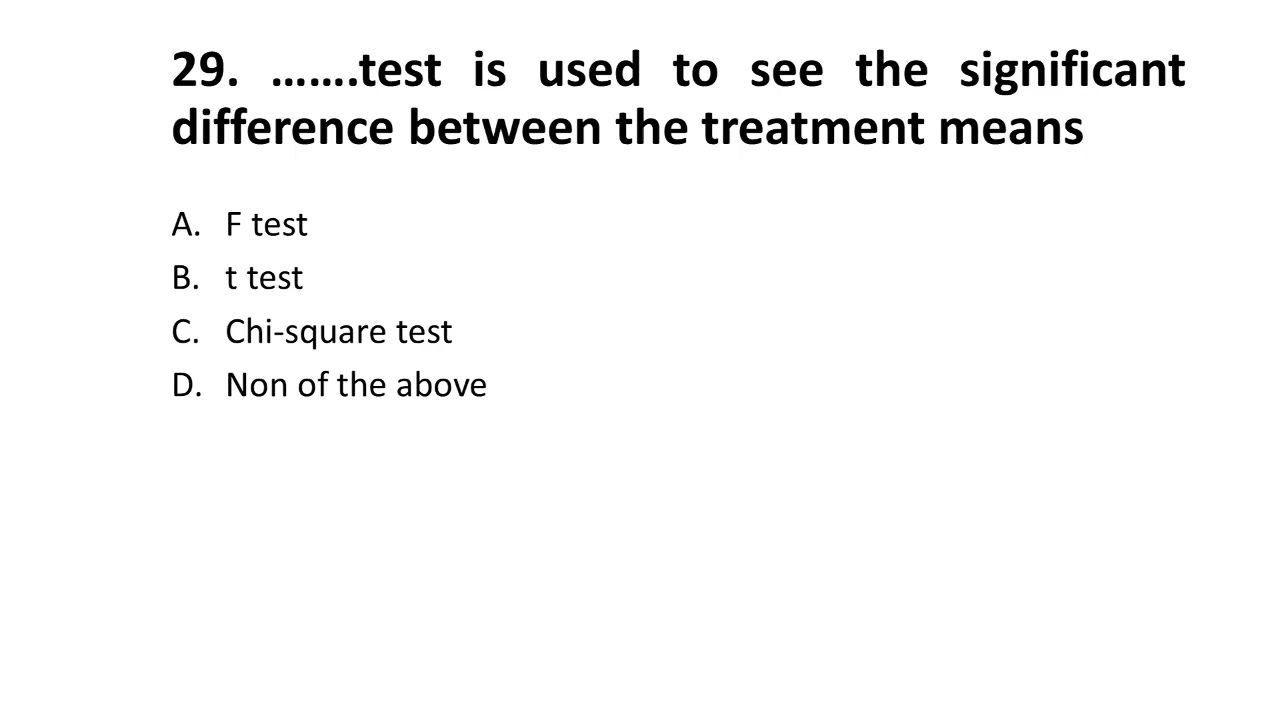 29. …….test is used to see the significant
difference between the treatment means
A. F test
B. t test
C. Chi-square test
D. Non of the above